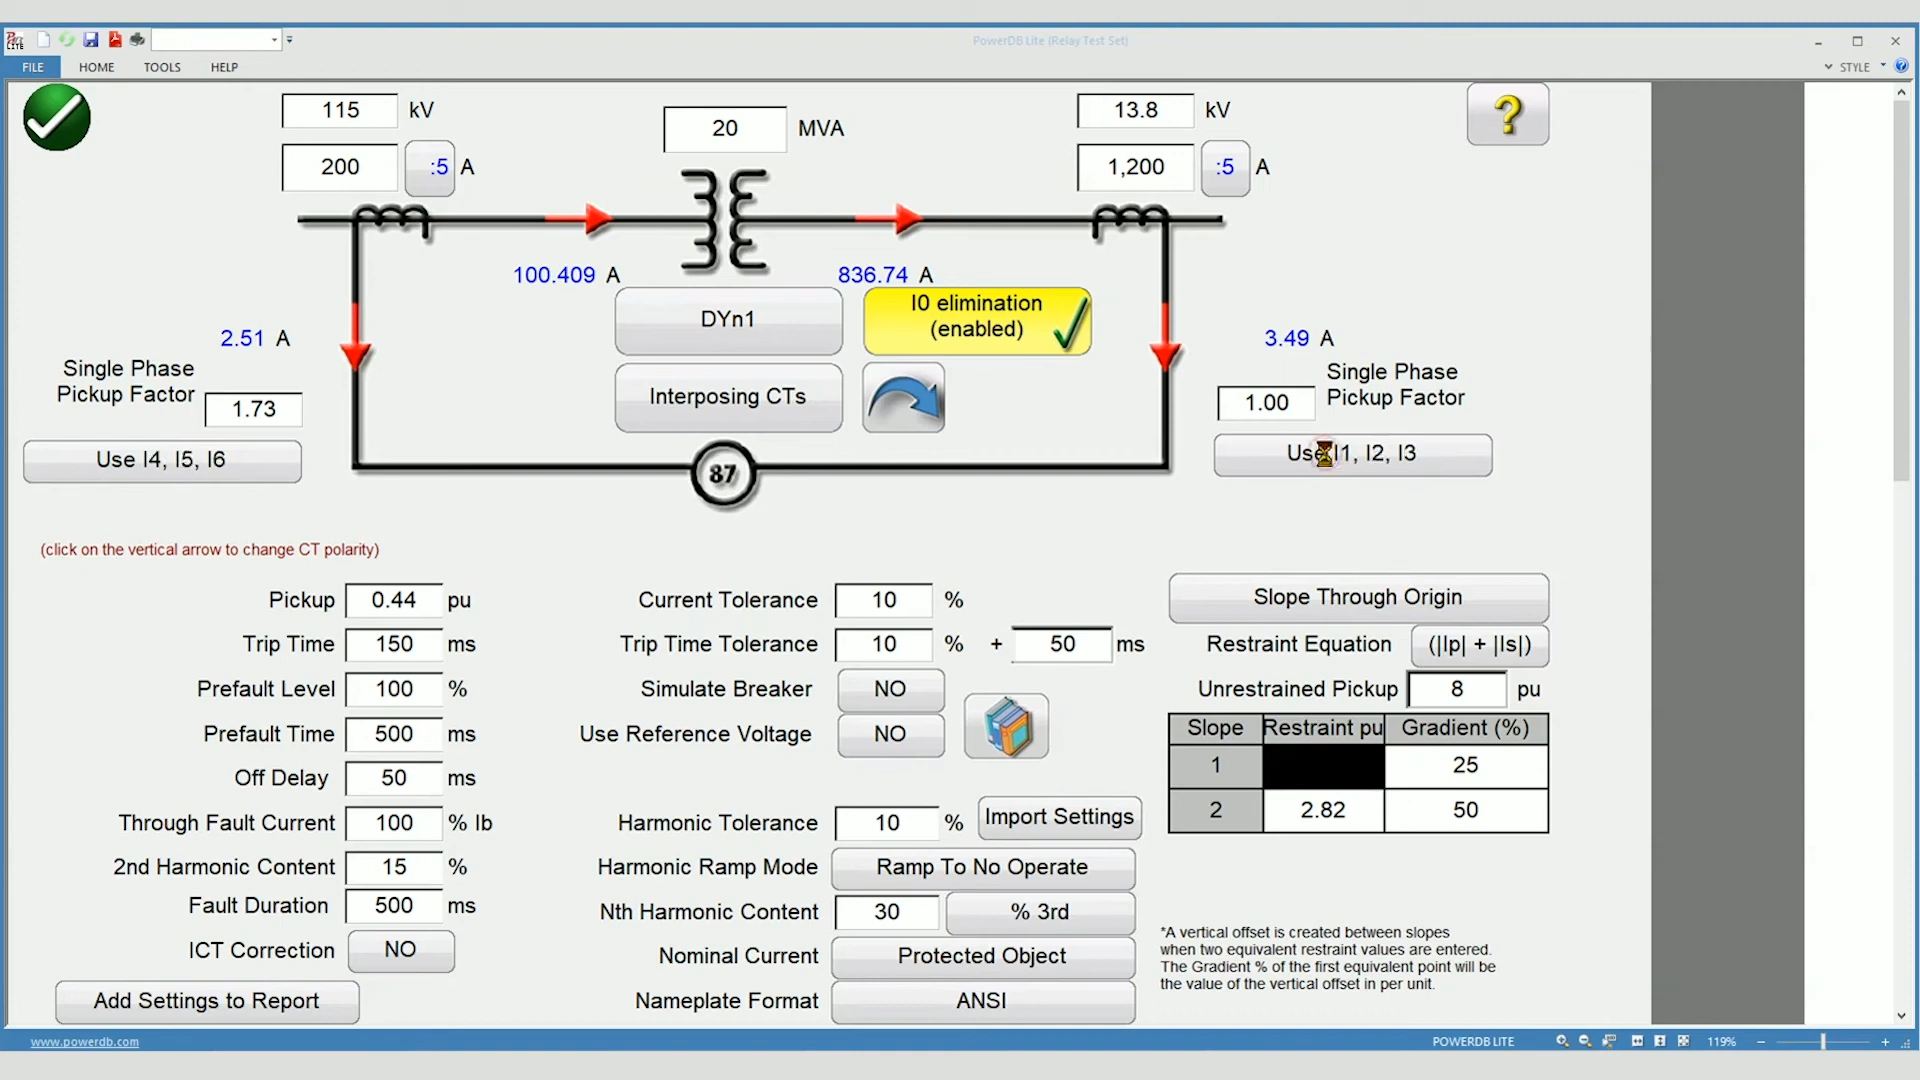 PowerDB Lite (Relay Test Set)
FILE HOME TOOLS HELP STYLE
115 kV
20 MVA
13.8 kV
200 :5 A
1,200 :5 A
100.409 A
836.74 A
DYn1
I0 elimination
(enabled)
2.51 A
3.49 A
Single Phase
Pickup Factor
1.73
Single Phase
Pickup Factor
1.00
Interposing CTs
Use I4, I5, I6
Use I1, I2, I3
87
(click on the vertical arrow to change CT polarity)
Pickup 0.44 pu
Trip Time 150 ms
Prefault Level 100 %
Prefault Time 500 ms
Off Delay 50 ms
Through Fault Current 100 % Ib
2nd Harmonic Content 15 %
Fault Duration 500 ms
ICT Correction NO
Add Settings to Report
Current Tolerance 10 %
Trip Time Tolerance 10 % + 50 ms
Simulate Breaker NO
Use Reference Voltage NO
Harmonic Tolerance 10 % Import Settings
Harmonic Ramp Mode Ramp To No Operate
Nth Harmonic Content 30 % 3rd
Nominal Current Protected Object
Nameplate Format ANSI
Slope Through Origin
Restraint Equation (|Ip| + |Is|)
Unrestrained Pickup 8 pu
Slope Restraint pu Gradient (%)
1 25
2 2.82 50
*A vertical offset is created between slopes
when two equivalent restraint values are entered.
The Gradient % of the first equivalent point will be
the value of the vertical offset in per unit.
www.powerdb.com POWERDB LITE 119%